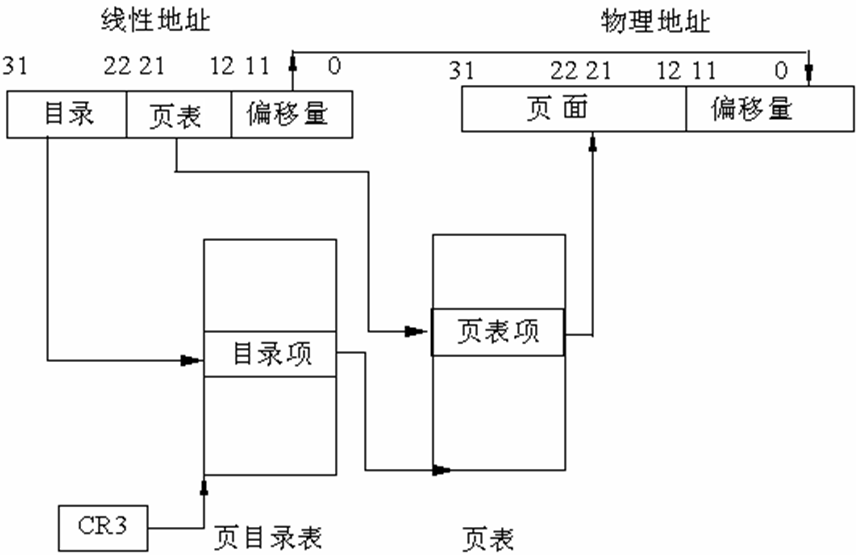 线性地址 物理地址
31 22 21 12 11 0 31 22 21 12 11 0
目录 页表 偏移量 页面 偏移量
页表项
目录项
CR3 页目录表 页表